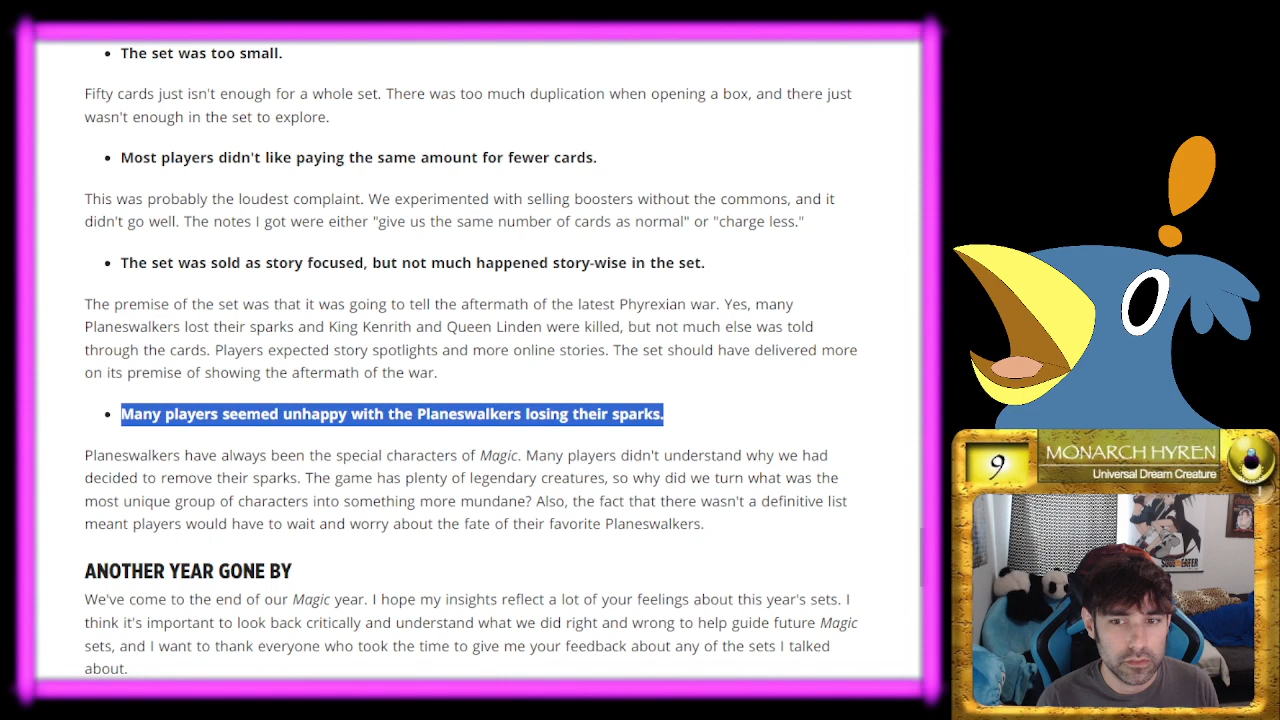 The set was too small.
Fifty cards just isn't enough for a whole set. There was too much duplication when opening a box, and there just
wasn't enough in the set to explore.
Most players didn't like paying the same amount for fewer cards.
This was probably the loudest complaint. We experimented with selling boosters without the commons, and it
didn't go well. The notes I got were either "give us the same number of cards as normal" or "charge less."
The set was sold as story focused, but not much happened story-wise in the set.
The premise of the set was that it was going to tell the aftermath of the latest Phyrexian war. Yes, many
Planeswalkers lost their sparks and King Kenrith and Queen Linden were killed, but not much else was told
through the cards. Players expected story spotlights and more online stories. The set should have delivered more
on its premise of showing the aftermath of the war.
Many players seemed unhappy with the Planeswalkers losing their sparks.
Planeswalkers have always been the special characters of Magic. Many players didn't understand why we had
decided to remove their sparks. The game has plenty of legendary creatures, so why did we turn what was the
most unique group of characters into something more mundane? Also, the fact that there wasn't a definitive list
meant players would have to wait and worry about the fate of their favorite Planeswalkers.
ANOTHER YEAR GONE BY
We've come to the end of our Magic year. I hope my insights reflect a lot of your feelings about this year's sets. I
think it's important to look back critically and understand what we did right and wrong to help guide future Magic
sets, and I want to thank everyone who took the time to give me your feedback about any of the sets I talked
about.
9
MONARCH HYREN
Universal Dream Creature
SOUL EATER